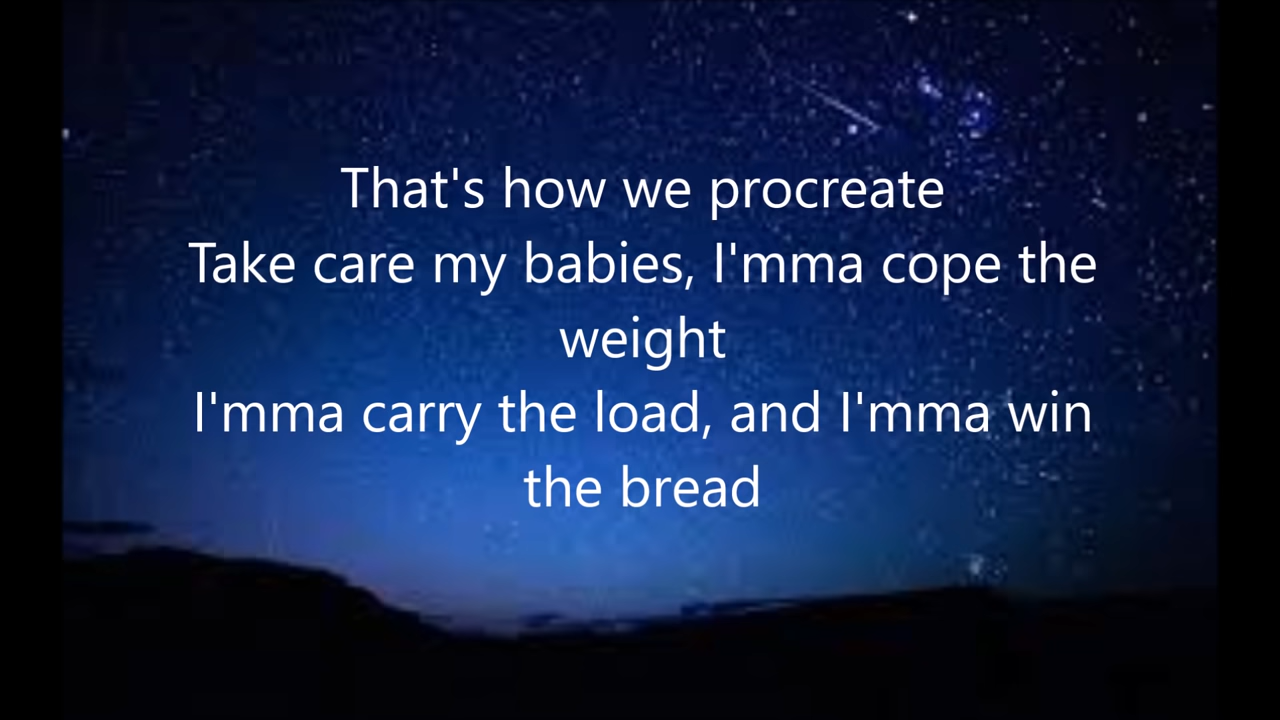 That's how we procreate
Take care my babies, I'mma cope the
weight
I'mma carry the load, and I'mma win
the bread